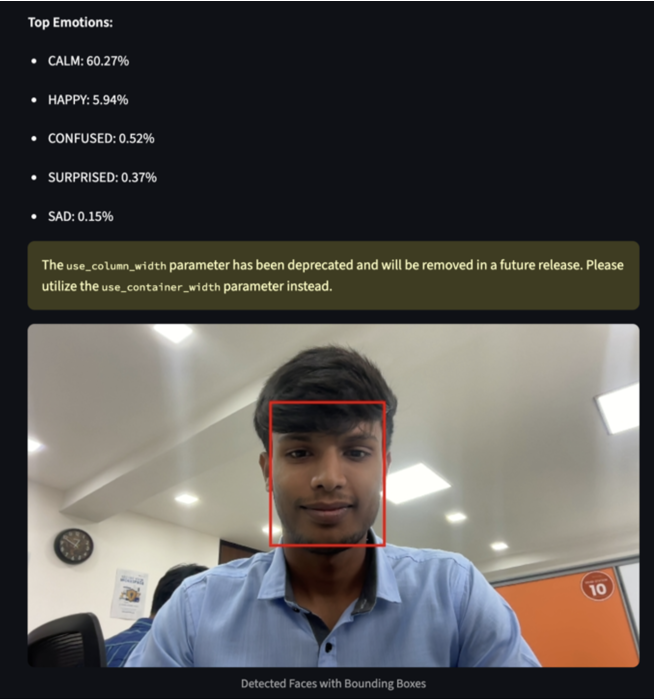 Top Emotions:
CALM: 60.27%
HAPPY: 5.94%
CONFUSED: 0.52%
SURPRISED: 0.37%
SAD: 0.15%
The use_column_width parameter has been deprecated and will be removed in a future release. Please
utilize the use_container_width parameter instead.
10
Detected Faces with Bounding Boxes